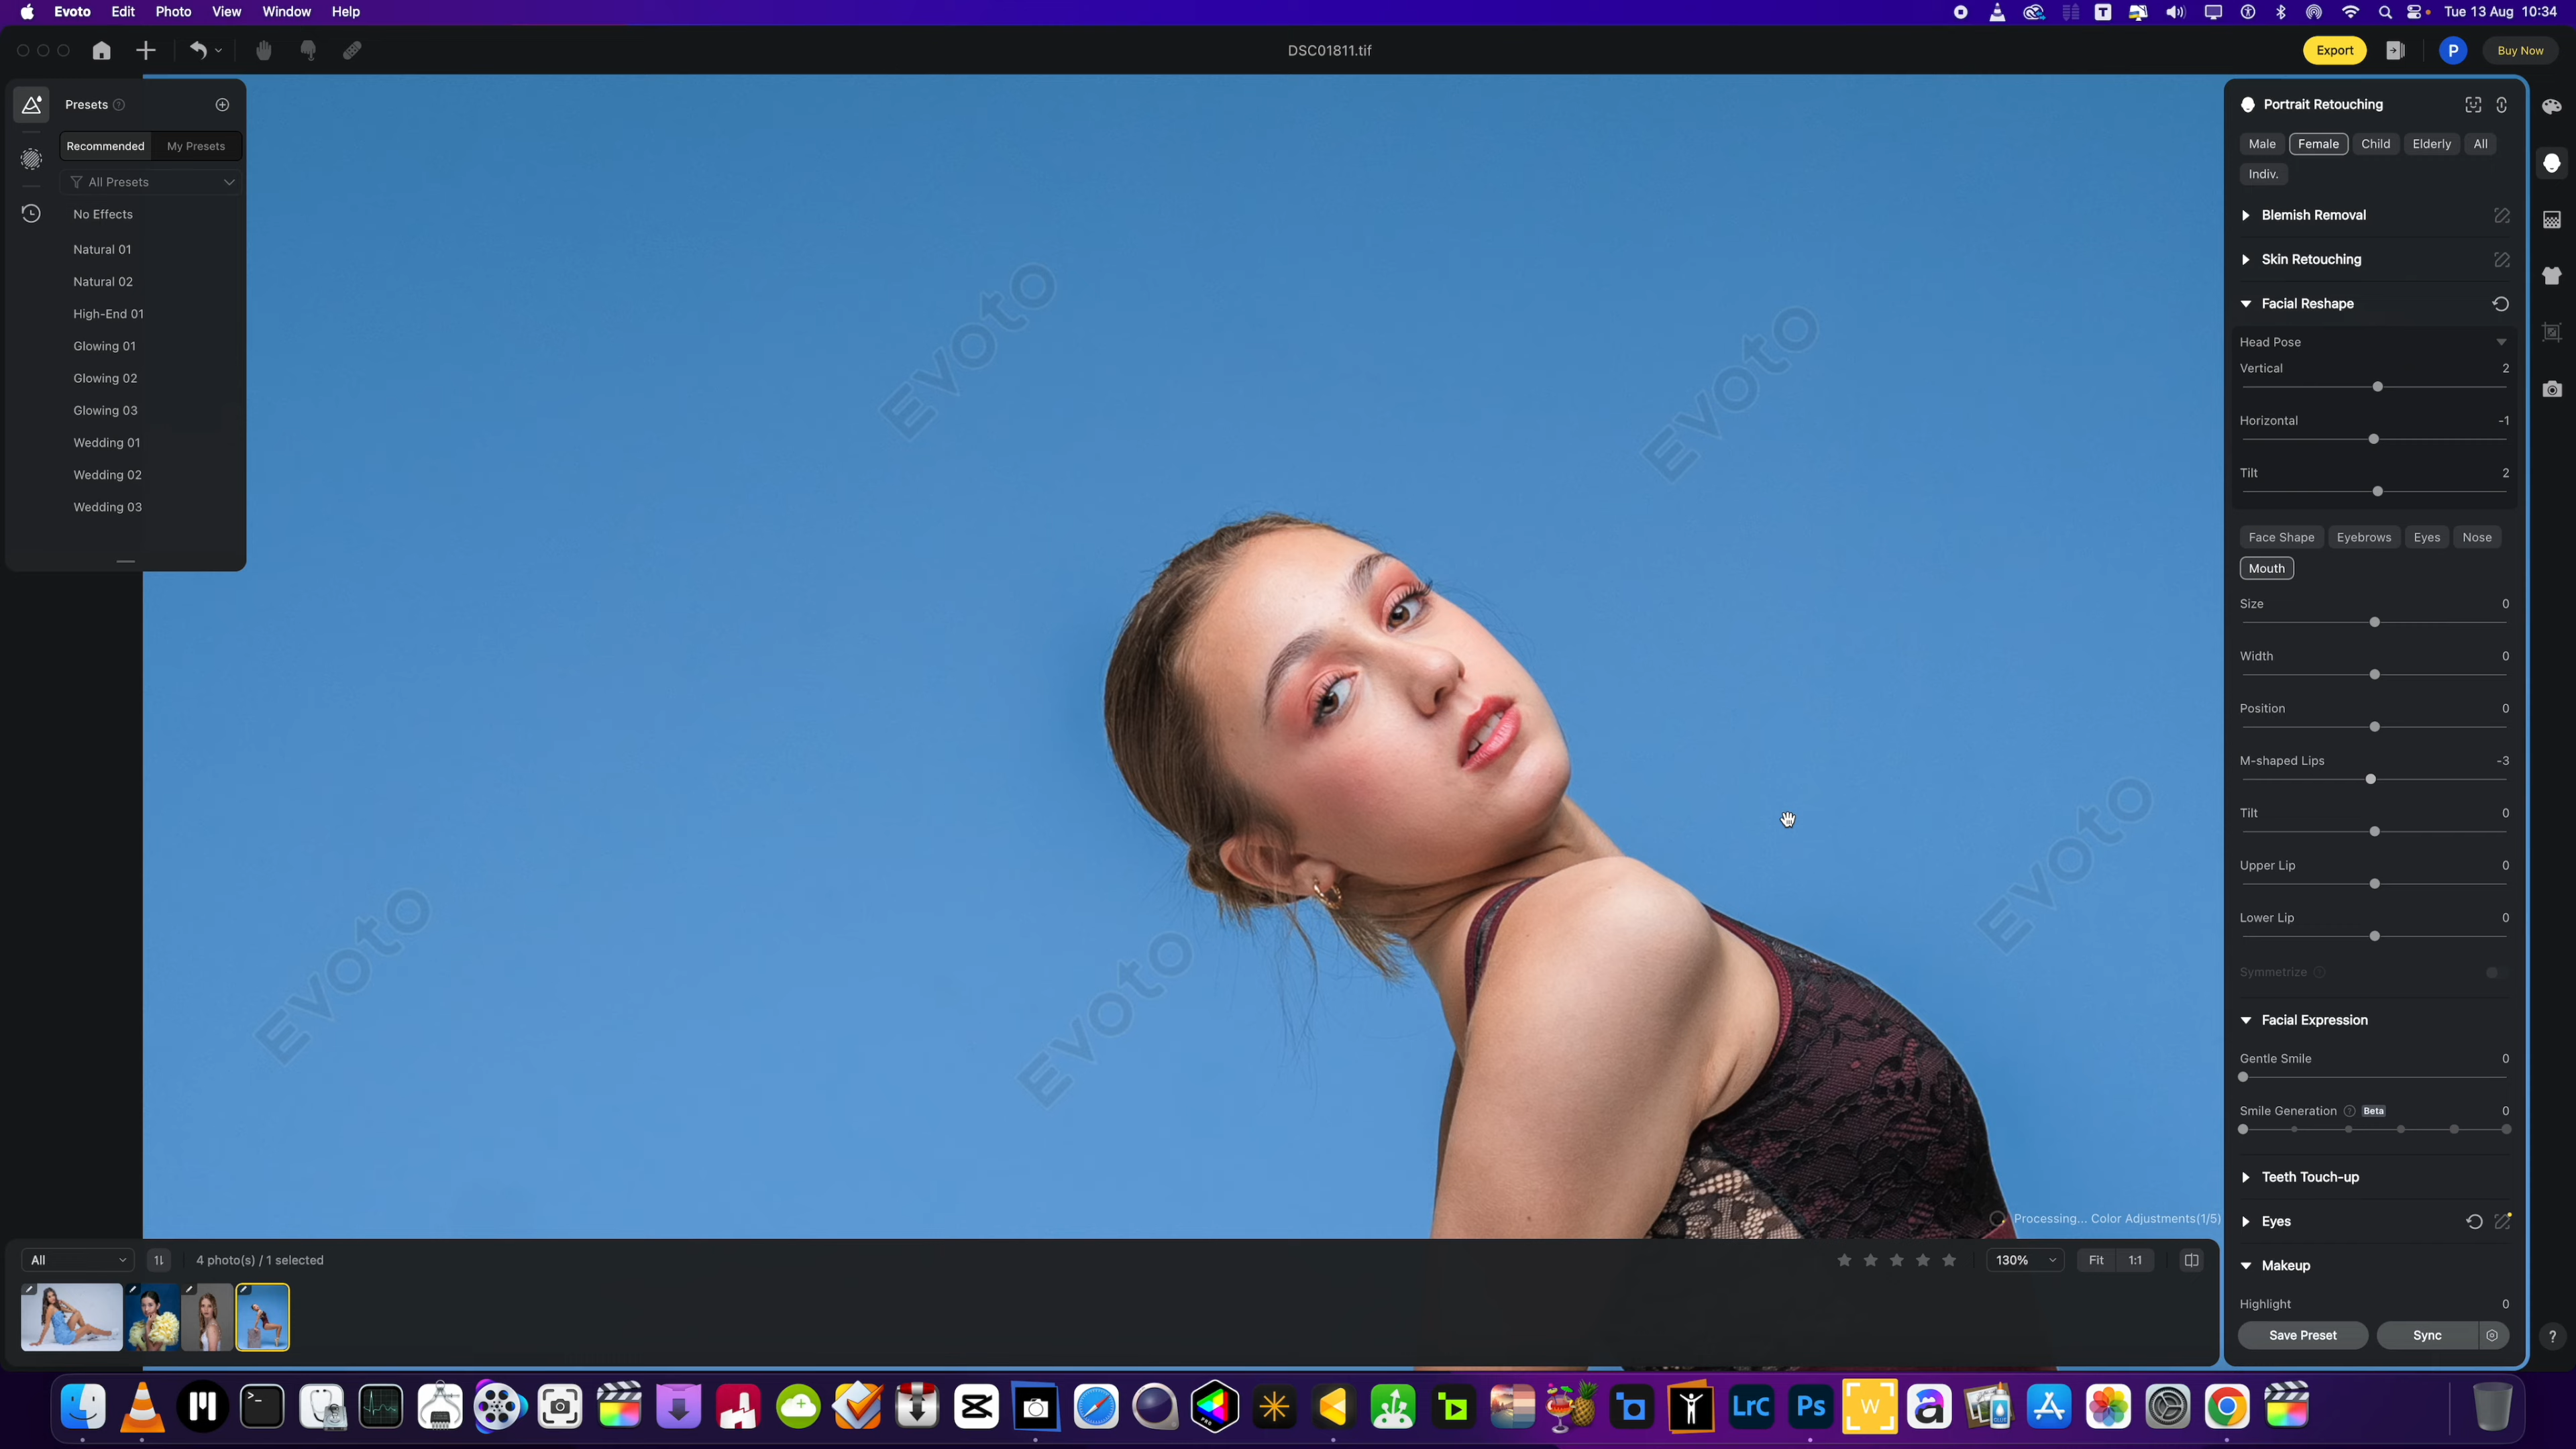 Evoto Edit Photo View Window Help
Tue 13 Aug 10:34
DSC01811.tif
Export
P
Buy Now
Presets
Recommended My Presets
All Presets
No Effects
Natural 01
Natural 02
High-End 01
Glowing 01
Glowing 02
Glowing 03
Wedding 01
Wedding 02
Wedding 03
Evoto
Evoto
Evoto
Evoto
Evoto
Portrait Retouching
Male Female Child Elderly All
Indiv.
Blemish Removal
Skin Retouching
Facial Reshape
Head Pose
Vertical 2
Horizontal -1
Tilt 2
Face Shape Eyebrows Eyes Nose
Mouth
Size 0
Width 0
Position 0
M-shaped Lips -3
Tilt 0
Upper Lip 0
Lower Lip 0
Symmetrize
Facial Expression
Gentle Smile 0
Smile Generation Beta 0
Teeth Touch-up
Eyes
Makeup
Highlight 0
Save Preset Sync
Processing... Color Adjustments(1/5)
All
4 photo(s) / 1 selected
130% Fit 1:1
LrC
Ps
W